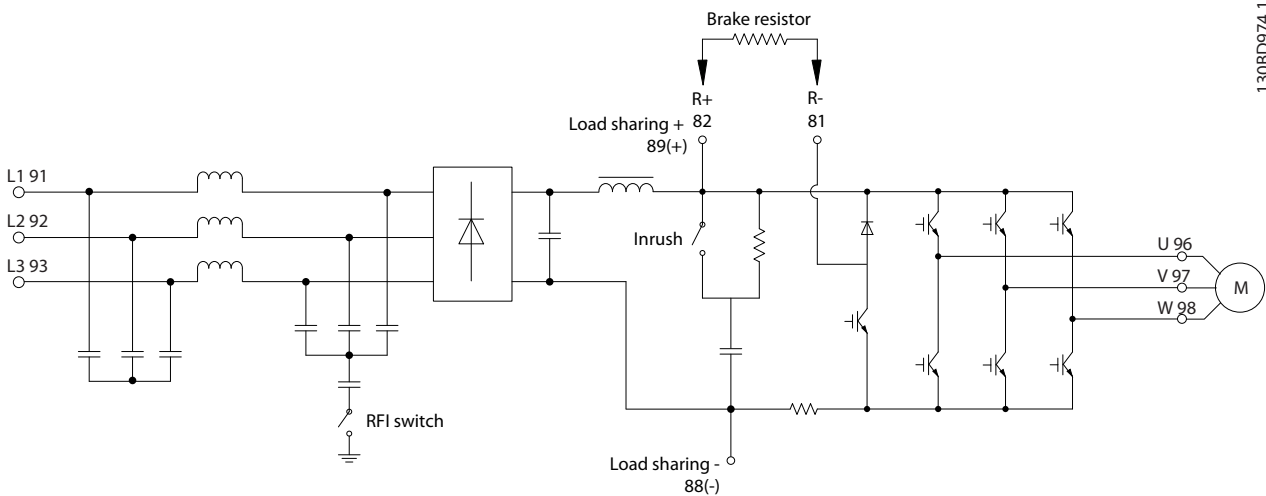 Brake resistor
130BD974.1
R+
82
R-
81
Load sharing +
89(+)
L1 91
L2 92
L3 93
Inrush
U 96
V 97
W 98
M
RFI switch
Load sharing -
88(-)